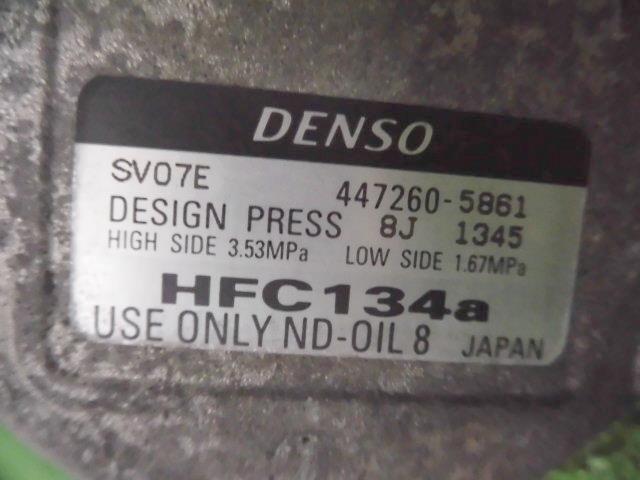 DENSO
SV07E 447260-5861
DESIGN PRESS 8J 1345
HIGH SIDE 3.53MPa LOW SIDE 1.67MPa
HFC134a
USE ONLY ND-OIL 8 JAPAN